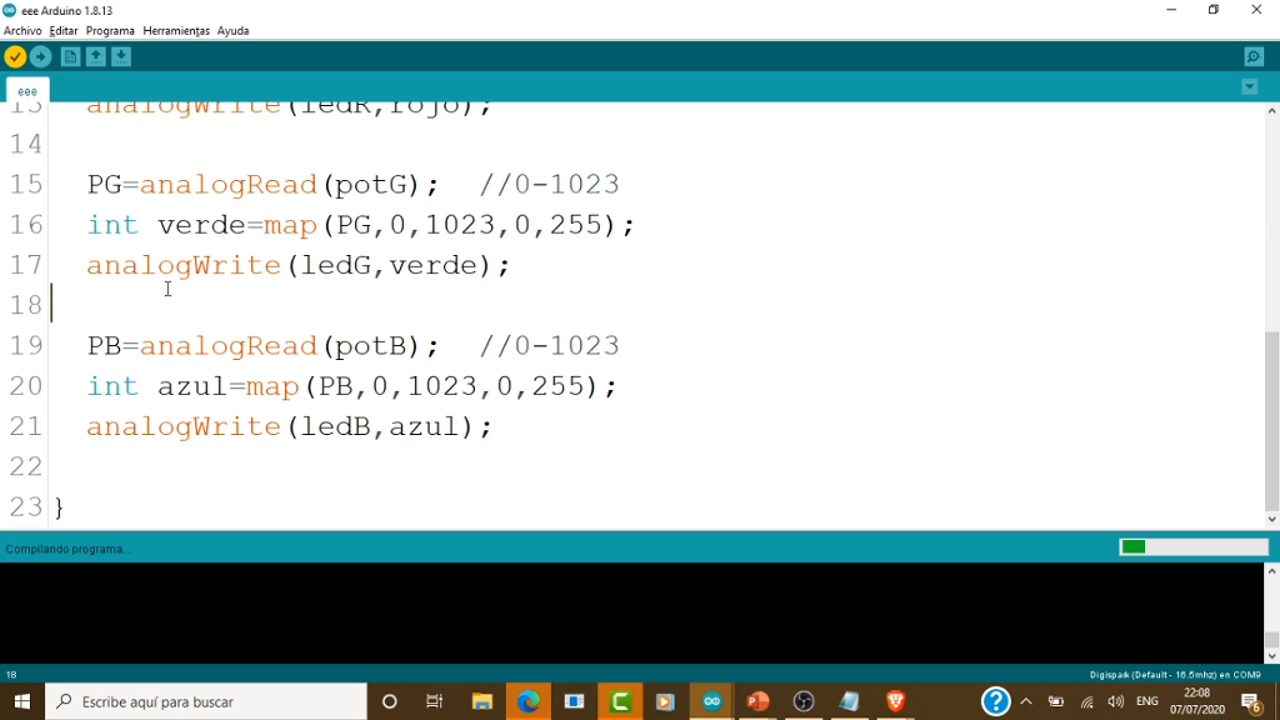 eee Arduino 1.8.13
Archivo Editar Programa Herramientas Ayuda
eee
13 analogWrite(ledR,rojo);
14
15 PG=analogRead(potG); //0-1023
16 int verde=map(PG,0,1023,0,255);
17 analogWrite(ledG,verde);
18
19 PB=analogRead(potB); //0-1023
20 int azul=map(PB,0,1023,0,255);
21 analogWrite(ledB,azul);
22
23 }
Compilando programa...
18
Digispark (Default - 16.5mhz) en COM9
Escribe aquí para buscar
ENG
22:08
07/07/2020
6